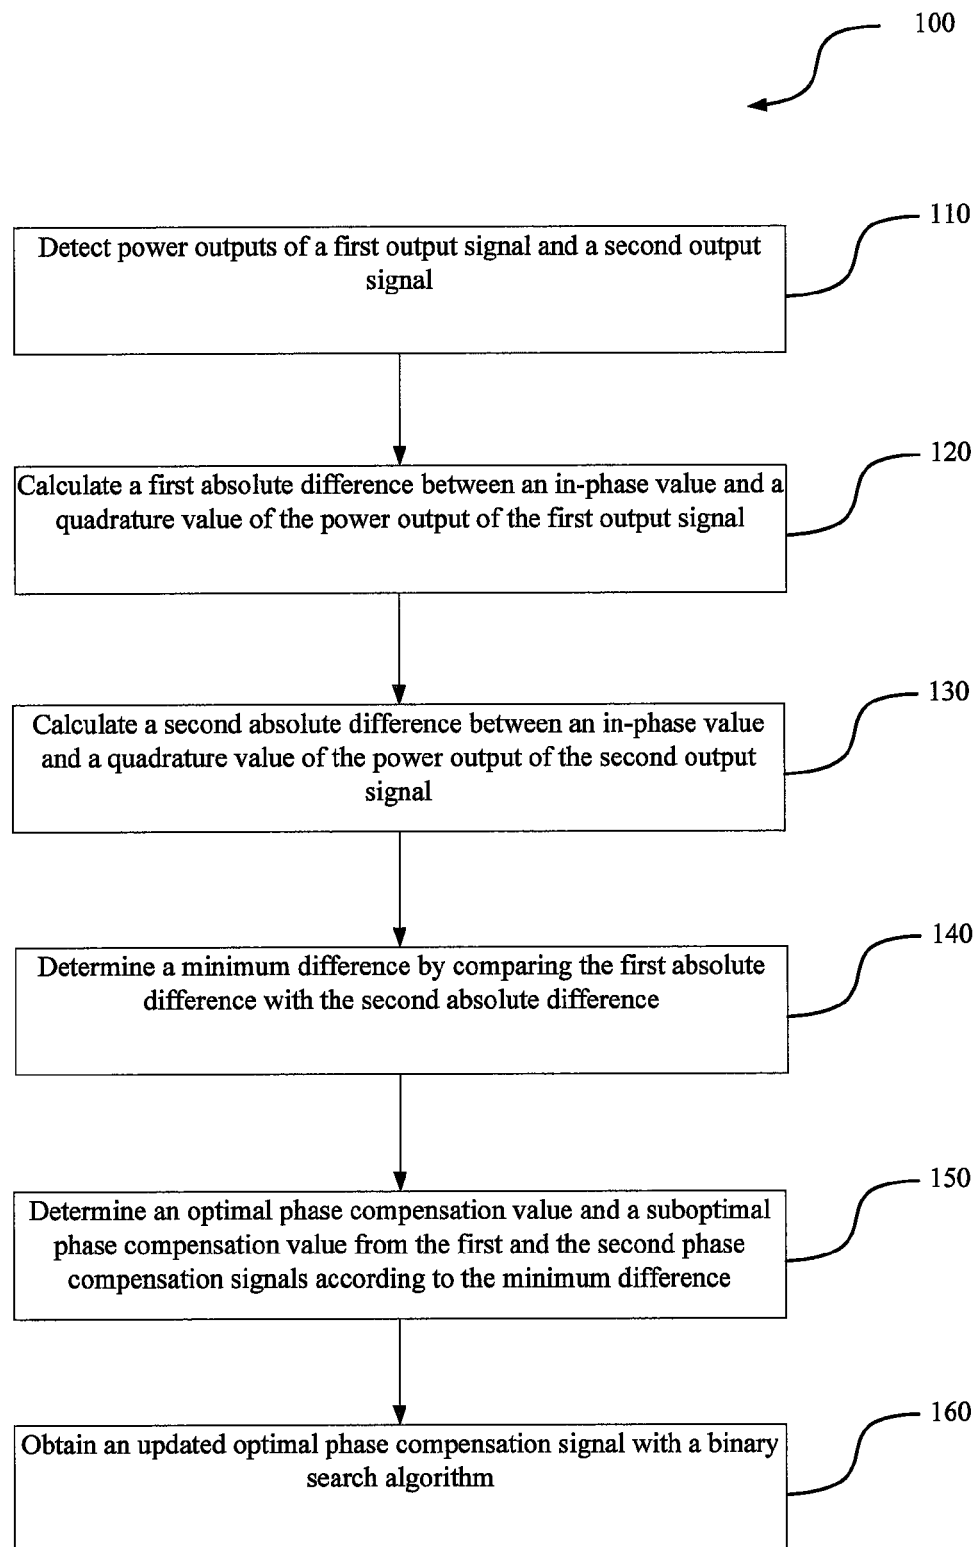 100
110
Detect power outputs of a first output signal and a second output
signal
120
Calculate a first absolute difference between an in-phase value and a
quadrature value of the power output of the first output signal
130
Calculate a second absolute difference between an in-phase value
and a quadrature value of the power output of the second output
signal
140
Determine a minimum difference by comparing the first absolute
difference with the second absolute difference
150
Determine an optimal phase compensation value and a suboptimal
phase compensation value from the first and the second phase
compensation signals according to the minimum difference
160
Obtain an updated optimal phase compensation signal with a binary
search algorithm